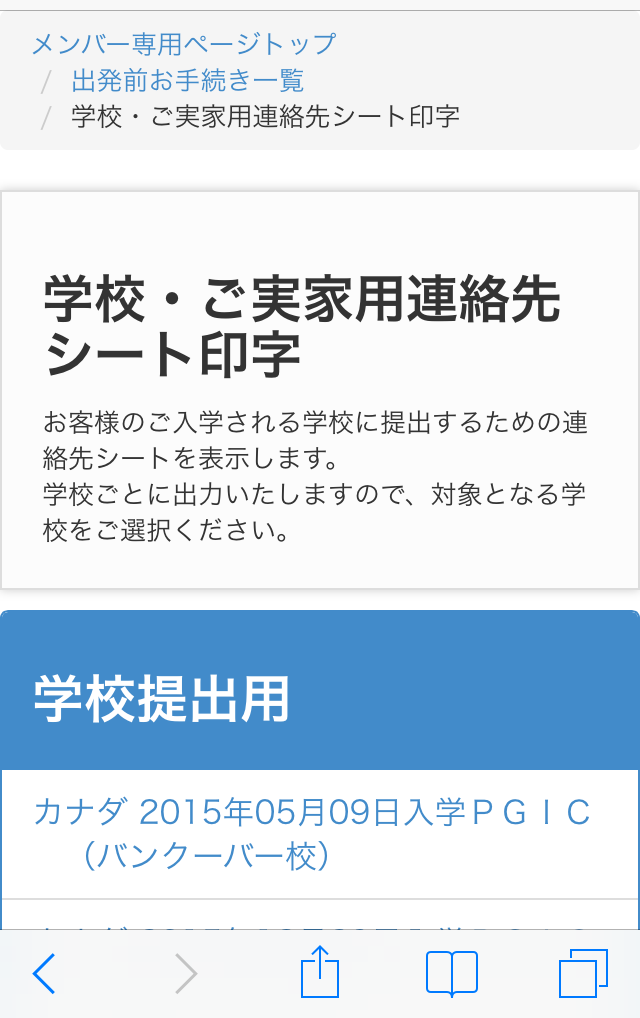 メンバー専用ページトップ
/ 出発前お手続き一覧
/ 学校・ご実家用連絡先シート印字
学校・ご実家用連絡先
シート印字
お客様のご入学される学校に提出するための連
絡先シートを表示します。
学校ごとに出力いたしますので、対象となる学
校をご選択ください。
学校提出用
カナダ 2015年05月09日入学ＰＧＩＣ
（バンクーバー校）